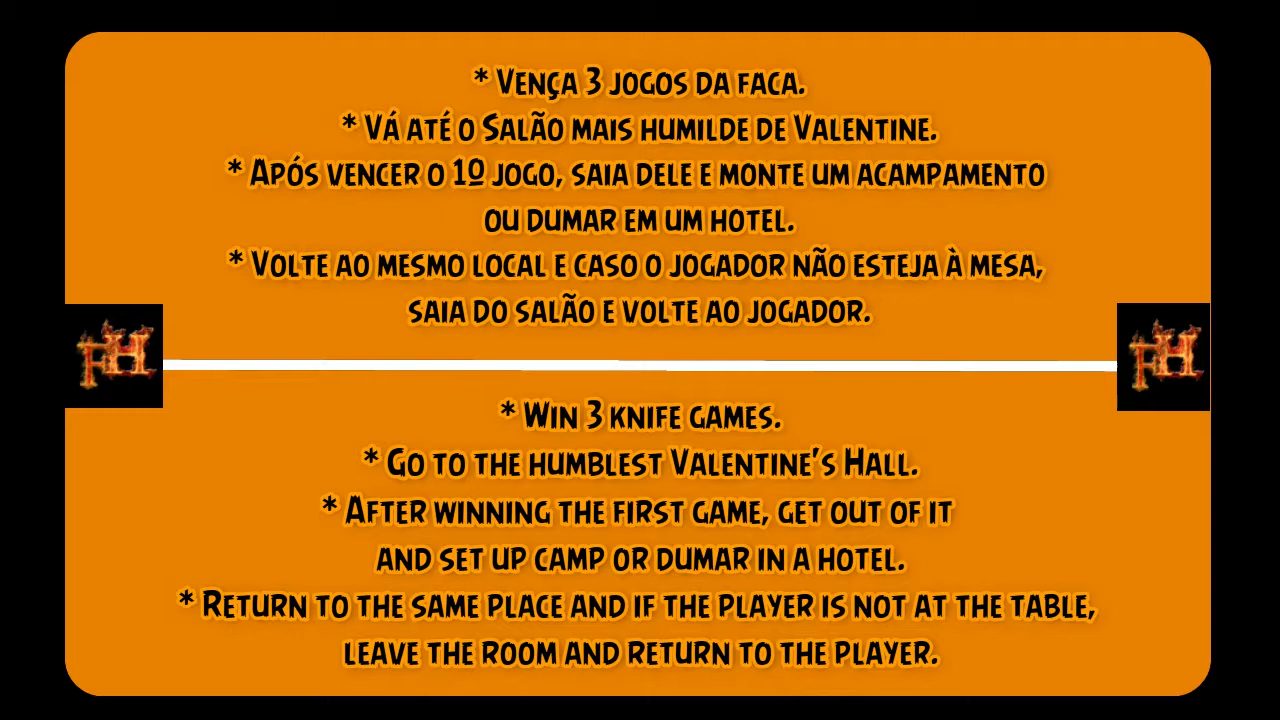 * Vença 3 jogos da faca.
* Vá até o Salão mais humilde de Valentine.
* Após vencer o 1º jogo, saia dele e monte um acampamento
ou dumar em um hotel.
* Volte ao mesmo local e caso o jogador não esteja à mesa,
saia do salão e volte ao jogador.
FH
FH
* Win 3 knife games.
* Go to the humblest Valentine's Hall.
* After winning the first game, get out of it
and set up camp or dumar in a hotel.
* Return to the same place and if the player is not at the table,
leave the room and return to the player.